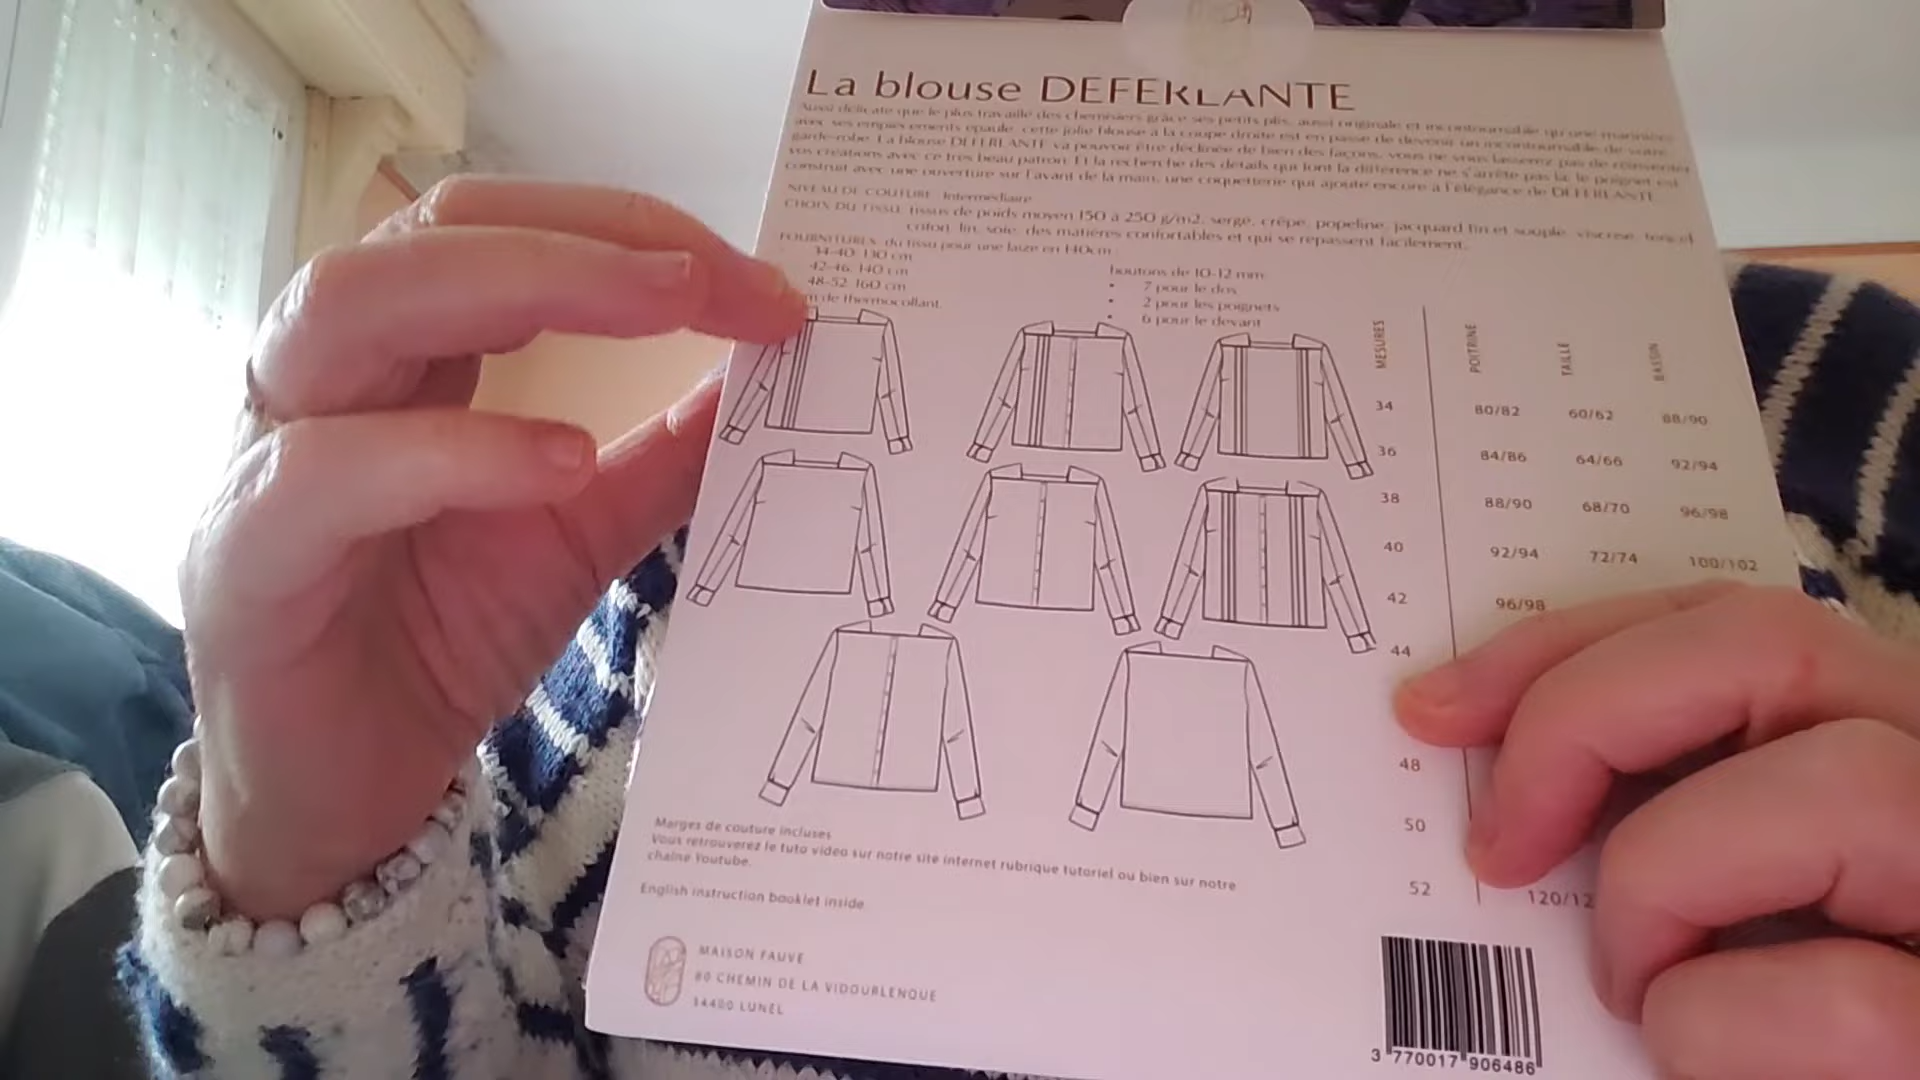 La blouse DEFERLANTE
Aussi délicate que le plus travaillé des chemisiers grâce ses petits plis, aussi originale et incontournable qu'une marinière
avec ses empiècements épaule, cette jolie blouse à la coupe droite est en passe de devenir un incontournable de votre
garde-robe. La blouse DEFERLANTE va pouvoir être déclinée de bien des façons, vous ne vous lasserez pas de réinventer
vos créations avec ce très beau patron. Et la recherche des détails qui font la différence ne s'arrête pas là: le poignet est
construit avec une ouverture sur l'avant de la main, une coquetterie qui ajoute encore à l'élégance de DEFERLANTE
NIVEAU DE COUTURE: Intermédiaire
CHOIX DU TISSU: tissus de poids moyen 150 à 250 g/m2, sergé, crêpe, popeline, jacquard fin et souple, viscose, tencel
coton, lin, soie, des matières confortables et qui se repassent facilement.
FOURNITURES: du tissu pour une laize en 140cm:
34-40: 130 cm
42-46: 140 cm
48-52: 160 cm
de thermocollant
boutons de 10-12 mm:
• 7 pour le dos
• 2 pour les poignets
• 6 pour le devant
MESURES POITRINE TAILLE BASSIN
34 80/82 60/62 88/90
36 84/86 64/66 92/94
38 88/90 68/70 96/98
40 92/94 72/74 100/102
42 96/98
44
48
50
52 120/12
Marges de couture incluses
Vous retrouverez le tuto video sur notre site internet rubrique tutoriel ou bien sur notre
chaîne Youtube.
English instruction booklet inside
MAISON FAUVE
80 CHEMIN DE LA VIDOURLENQUE
34400 LUNEL
3 770017 906486